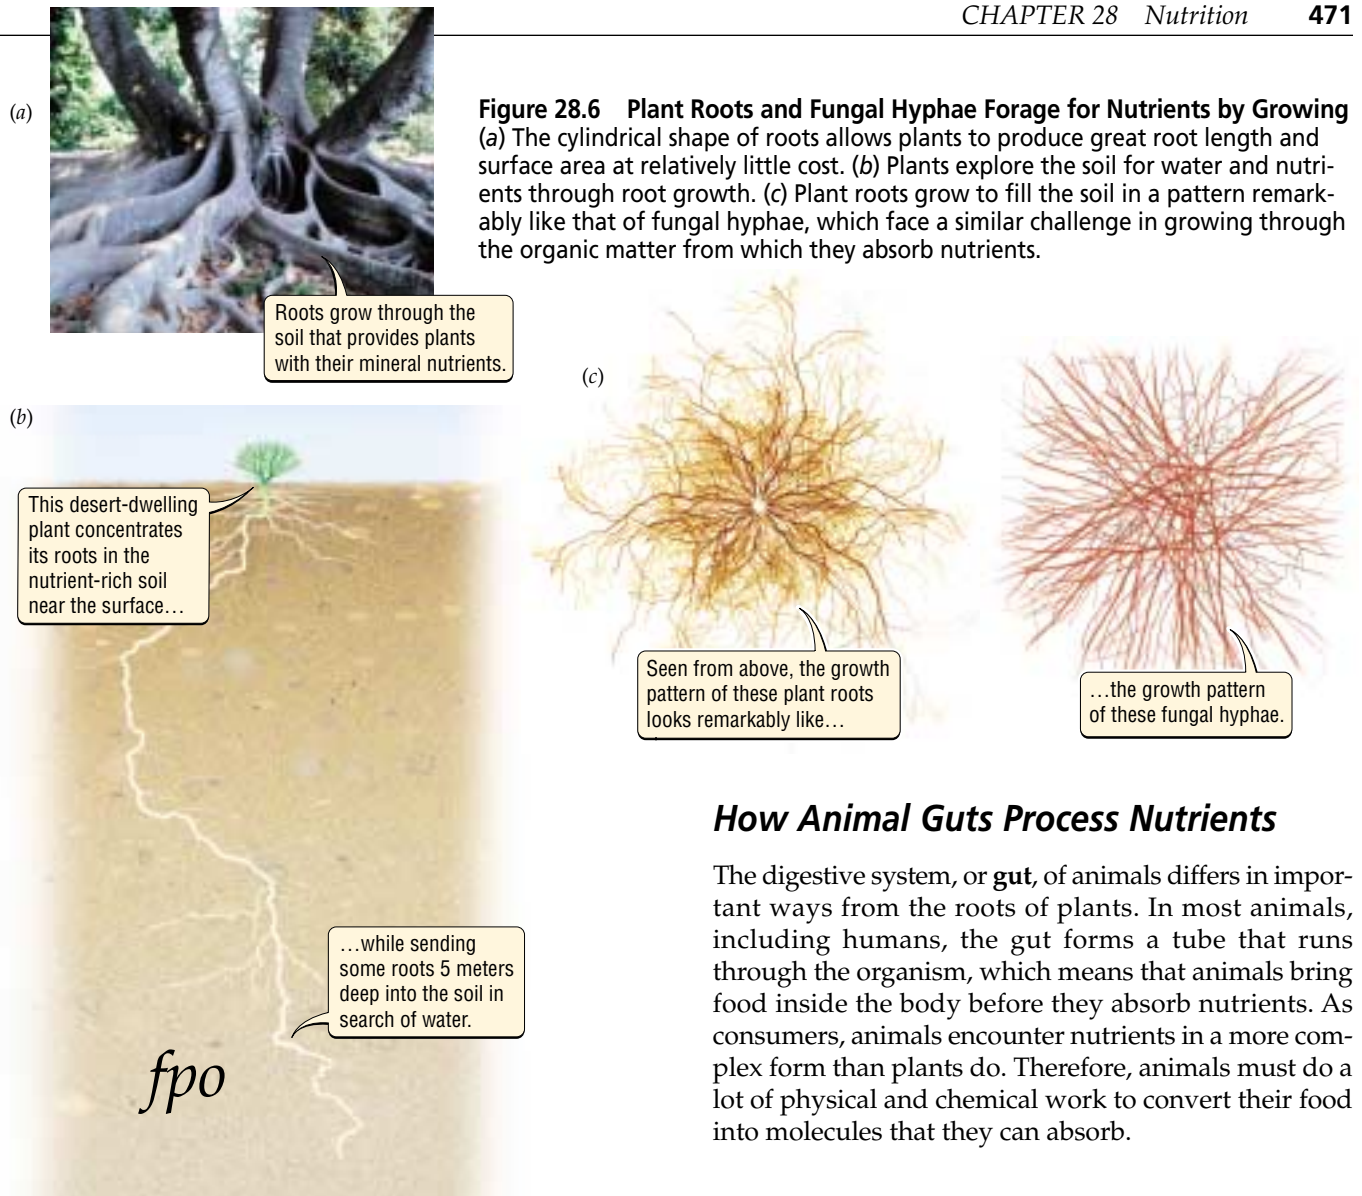 CHAPTER 28 Nutrition 471
(a)
Figure 28.6 Plant Roots and Fungal Hyphae Forage for Nutrients by Growing
(a) The cylindrical shape of roots allows plants to produce great root length and
surface area at relatively little cost. (b) Plants explore the soil for water and nutri-
ents through root growth. (c) Plant roots grow to fill the soil in a pattern remark-
ably like that of fungal hyphae, which face a similar challenge in growing through
the organic matter from which they absorb nutrients.
Roots grow through the
soil that provides plants
with their mineral nutrients.
(b)
This desert-dwelling
plant concentrates
its roots in the
nutrient-rich soil
near the surface…
…while sending
some roots 5 meters
deep into the soil in
search of water.
fpo
(c)
Seen from above, the growth
pattern of these plant roots
looks remarkably like…
…the growth pattern
of these fungal hyphae.
How Animal Guts Process Nutrients
The digestive system, or gut, of animals differs in impor-
tant ways from the roots of plants. In most animals,
including humans, the gut forms a tube that runs
through the organism, which means that animals bring
food inside the body before they absorb nutrients. As
consumers, animals encounter nutrients in a more com-
plex form than plants do. Therefore, animals must do a
lot of physical and chemical work to convert their food
into molecules that they can absorb.